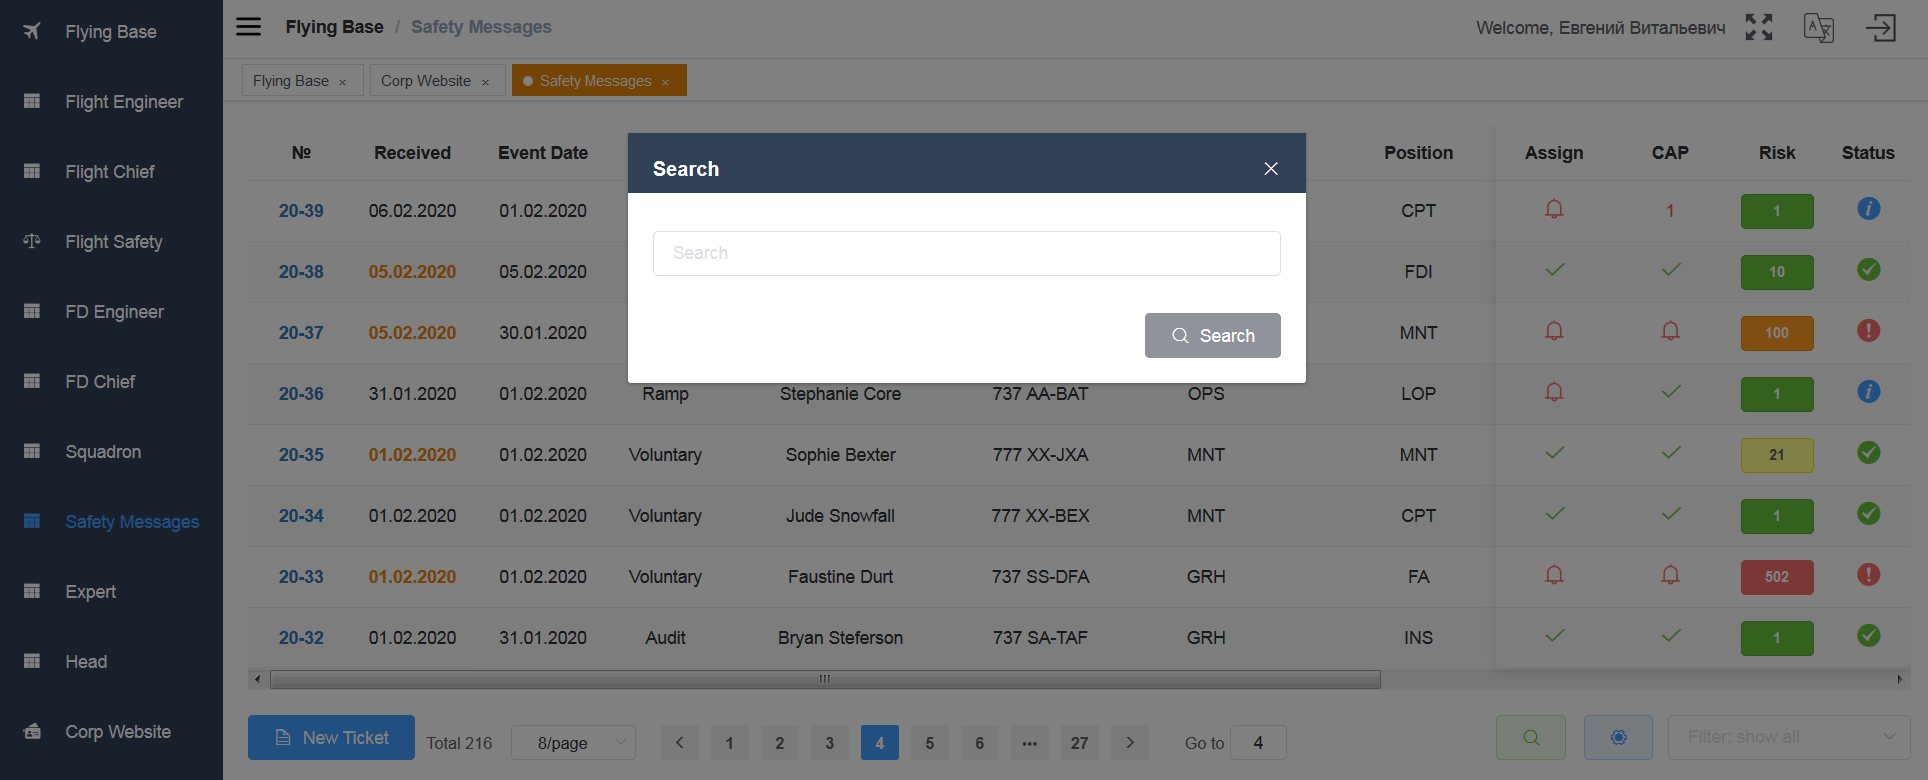 Flying Base
Flight Engineer
Flight Chief
Flight Safety
FD Engineer
FD Chief
Squadron
Safety Messages
Expert
Head
Corp Website
Flying Base / Safety Messages
Welcome, Евгений Витальевич
Flying Base × Corp Website × Safety Messages ×
№ Received Event Date Position Assign CAP Risk Status
Search
Search
Search
20-39 06.02.2020 01.02.2020 CPT 1 1
20-38 05.02.2020 05.02.2020 FDI 10
20-37 05.02.2020 30.01.2020 MNT 100
20-36 31.01.2020 01.02.2020 Ramp Stephanie Core 737 AA-BAT OPS LOP 1
20-35 01.02.2020 01.02.2020 Voluntary Sophie Bexter 777 XX-JXA MNT MNT 21
20-34 01.02.2020 01.02.2020 Voluntary Jude Snowfall 777 XX-BEX MNT CPT 1
20-33 01.02.2020 01.02.2020 Voluntary Faustine Durt 737 SS-DFA GRH FA 502
20-32 01.02.2020 31.01.2020 Audit Bryan Steferson 737 SA-TAF GRH INS 1
New Ticket Total 216 8/page 1 2 3 4 5 6 ••• 27 Go to 4 Filter: show all